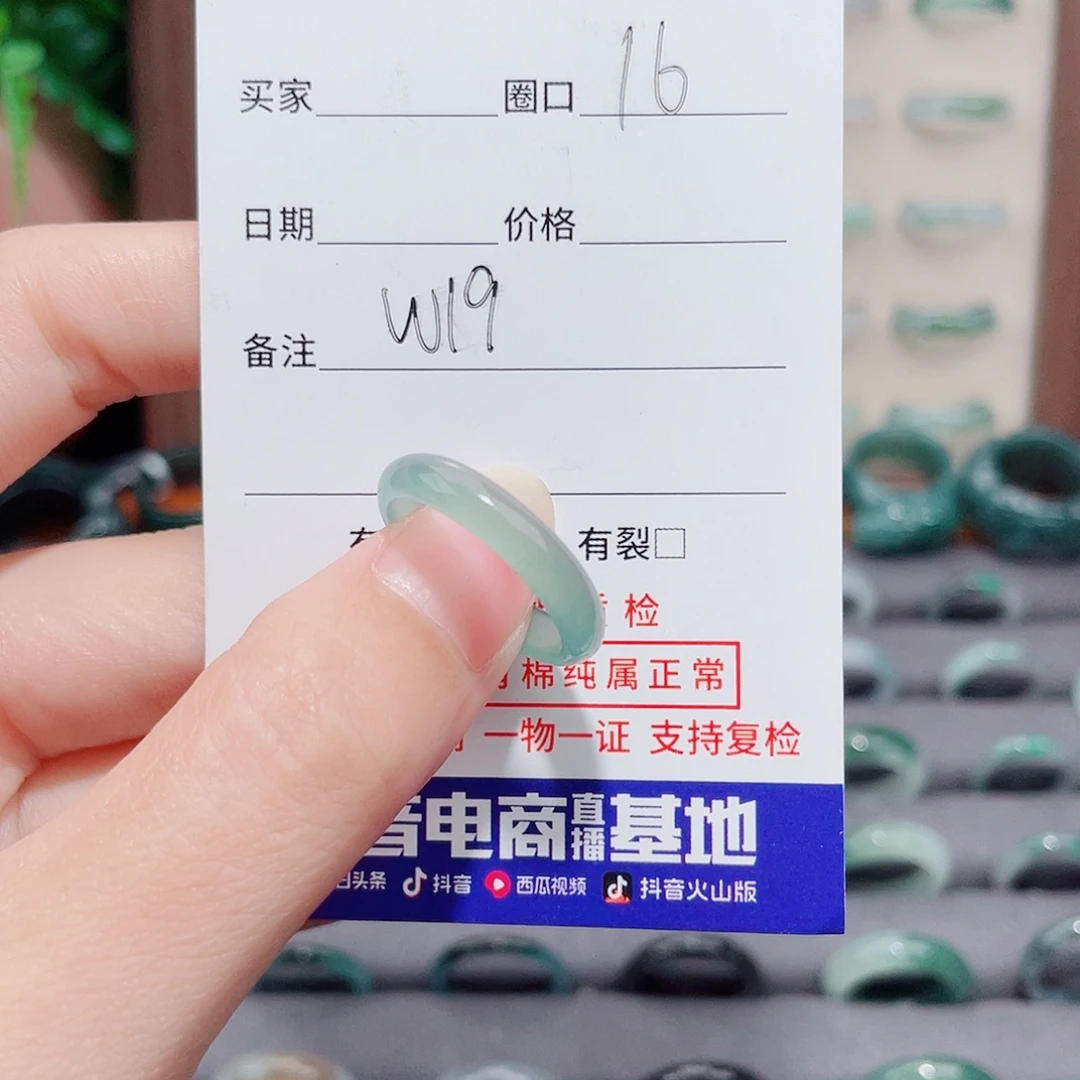 买家 圈口 16
日期 价格
备注 W19
有裂□
检
棉纯属正常
一物一证 支持复检
音电商直播基地
头条 抖音 西瓜视频 抖音火山版